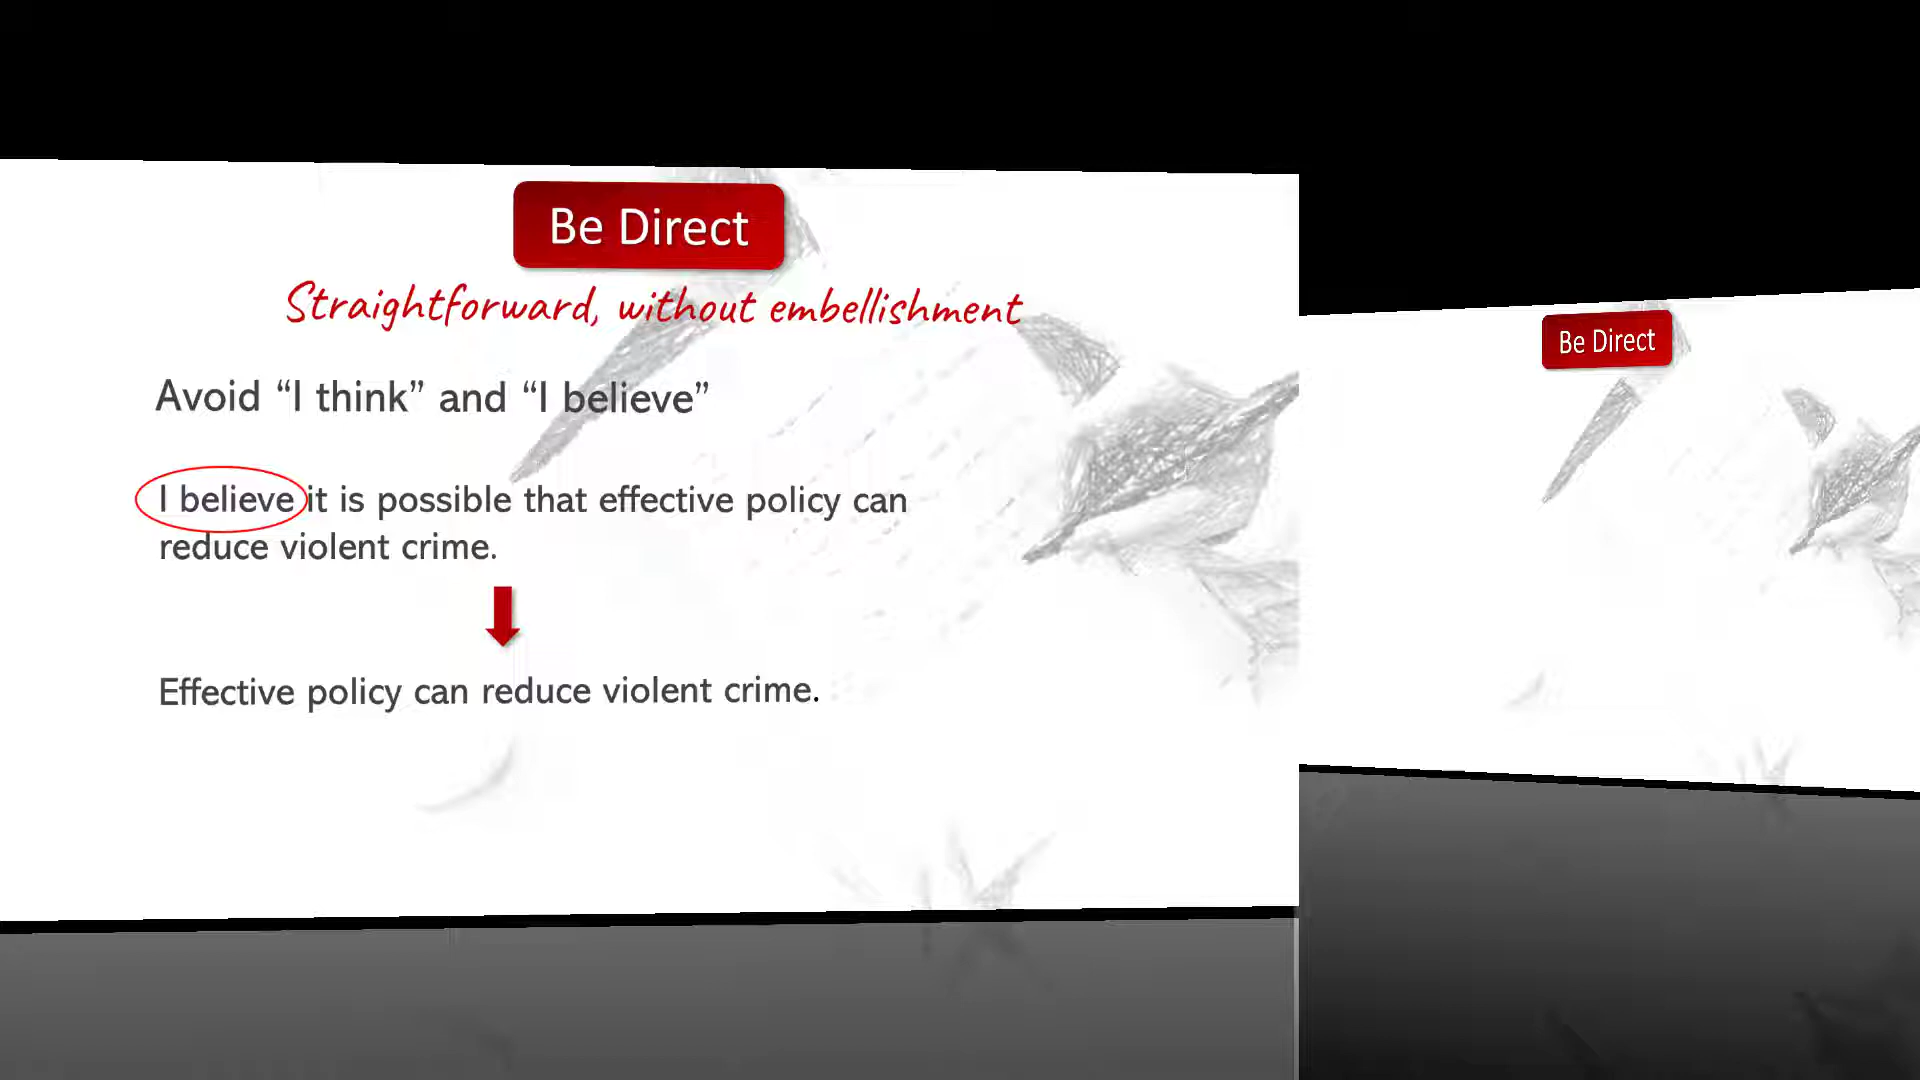 Be Direct
Straightforward, without embellishment
Avoid “I think” and “I believe”
I believe it is possible that effective policy can
reduce violent crime.
Effective policy can reduce violent crime.
Be Direct